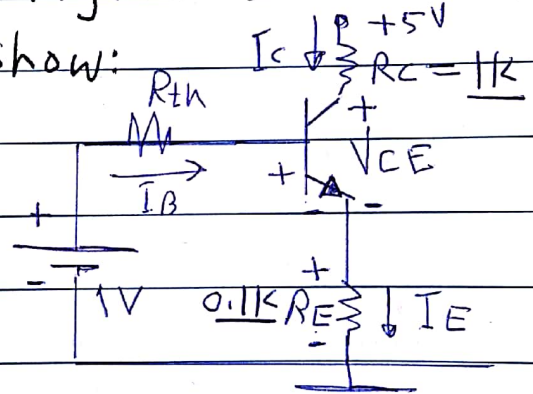 show:
Ic +5V
Rc = 1K
Rth
+
+ VCE
IB -
+
- 1V
+
0.1K RE IE
-